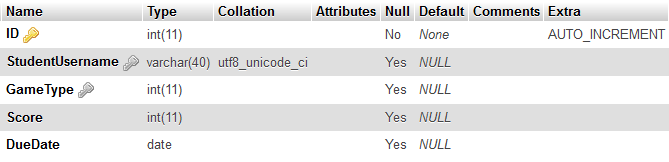 Name Type Collation Attributes Null Default Comments Extra
ID int(11) No None AUTO_INCREMENT
StudentUsername varchar(40) utf8_unicode_ci Yes NULL
GameType int(11) Yes NULL
Score int(11) Yes NULL
DueDate date Yes NULL